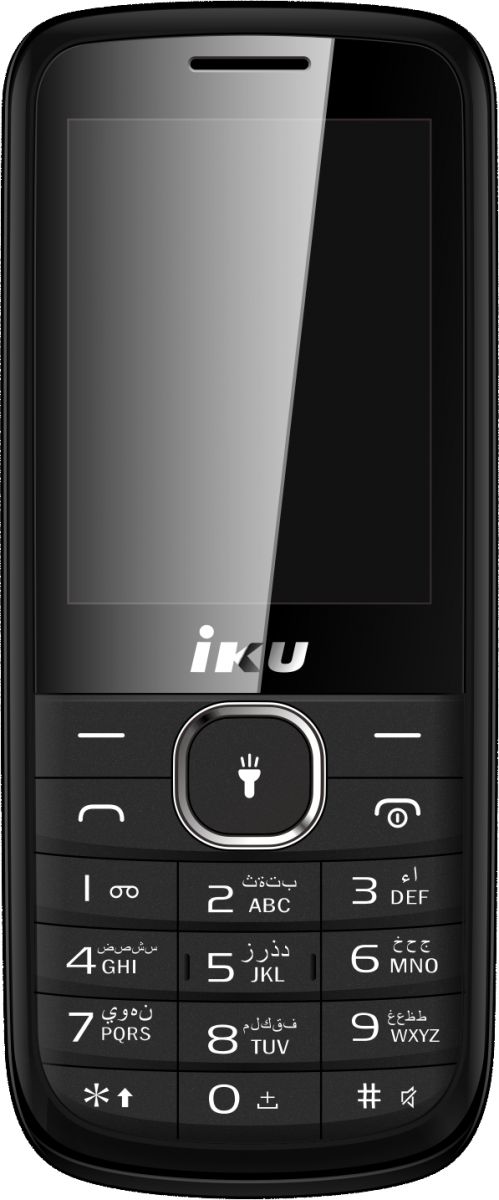 iKU
1
2 بتةث ABC
3 اء DEF
4 سشصض GHI
5 دذرز JKL
6 جحخ MNO
7 نهوي PQRS
8 فقكلم TUV
9 طظعغ WXYZ
*
0 +
#